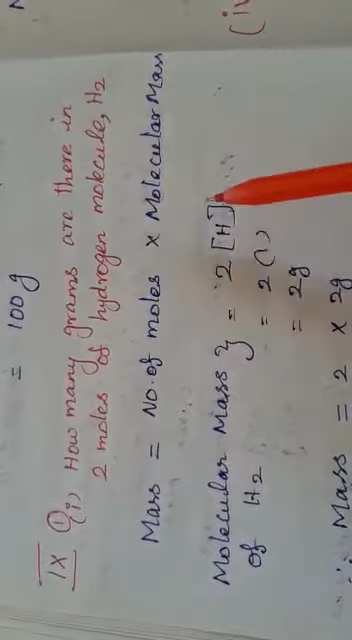 = 100 g
IX Q i, How many grams are there in
2 moles of hydrogen molecule, H2
Mass = No. of moles x Molecular Mass
Molecular Mass } = 2 [H]
of H2 = 2 (1)
= 2g
∴ Mass = 2 x 2g